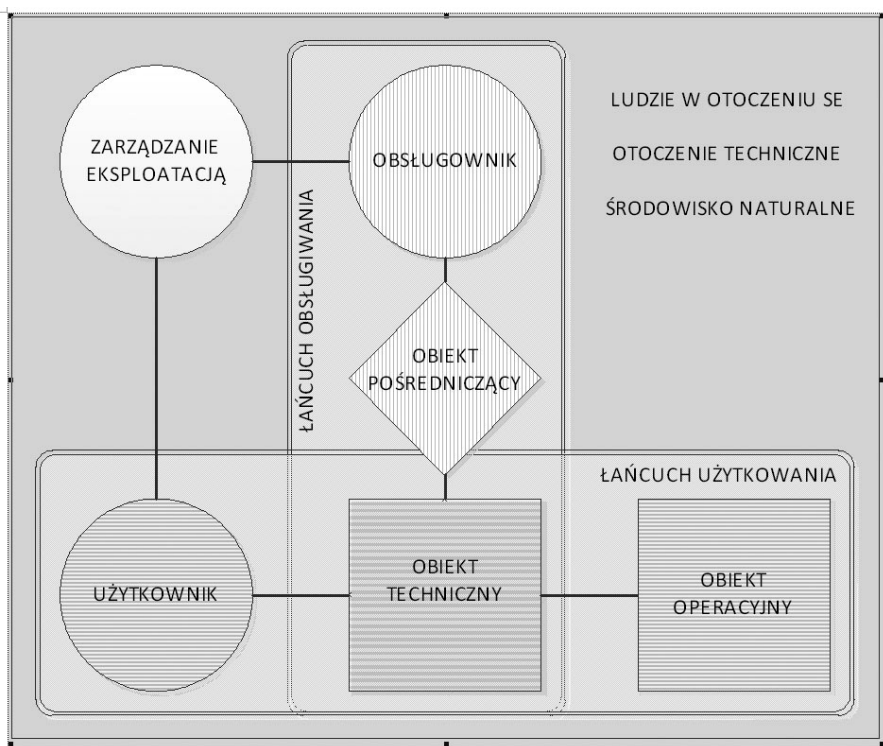 LUDZIE W OTOCZENIU SE
ZARZĄDZANIE
EKSPLOATACJĄ
OBSŁUGOWNIK
OTOCZENIE TECHNICZNE
ŚRODOWISKO NATURALNE
ŁAŃCUCH OBSŁUGIWANIA
OBIEKT
POŚREDNICZĄCY
ŁAŃCUCH UŻYTKOWANIA
UŻYTKOWNIK
OBIEKT
TECHNICZNY
OBIEKT
OPERACYJNY